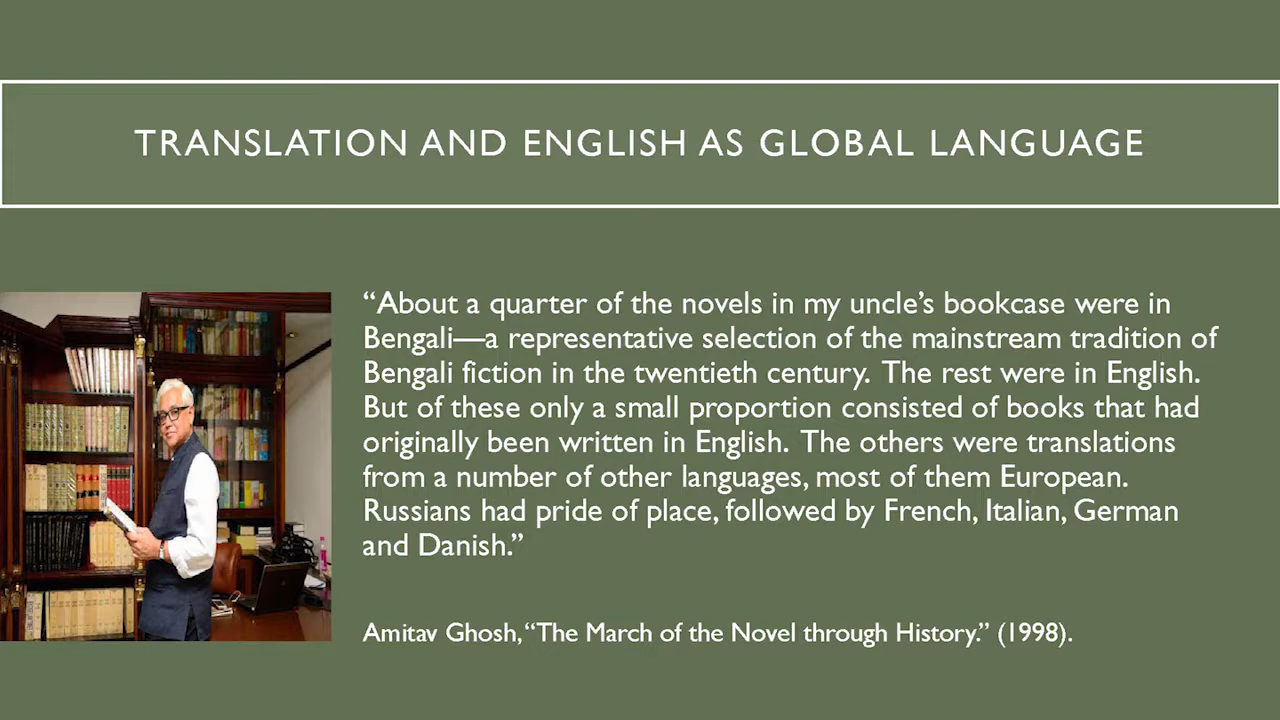 TRANSLATION AND ENGLISH AS GLOBAL LANGUAGE
“About a quarter of the novels in my uncle’s bookcase were in
Bengali—a representative selection of the mainstream tradition of
Bengali fiction in the twentieth century. The rest were in English.
But of these only a small proportion consisted of books that had
originally been written in English. The others were translations
from a number of other languages, most of them European.
Russians had pride of place, followed by French, Italian, German
and Danish.”
Amitav Ghosh, “The March of the Novel through History.” (1998).